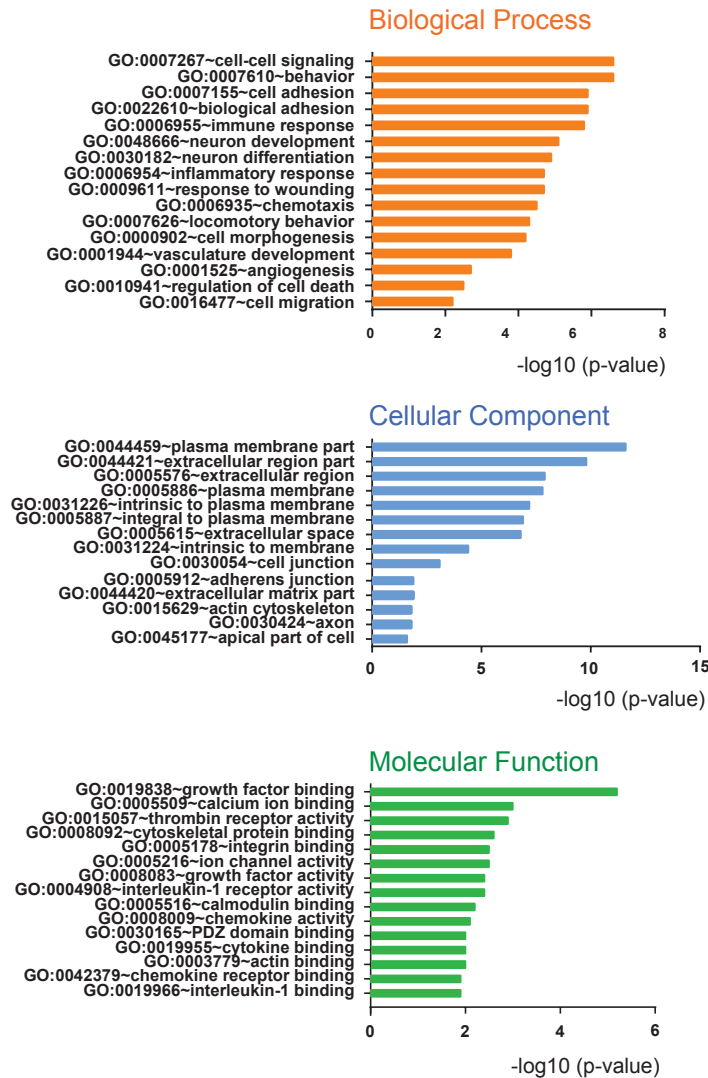 Biological Process
GO:0007267~cell-cell signaling
GO:0007610~behavior
GO:0007155~cell adhesion
GO:0022610~biological adhesion
GO:0006955~immune response
GO:0048666~neuron development
GO:0030182~neuron differentiation
GO:0006954~inflammatory response
GO:0009611~response to wounding
GO:0006935~chemotaxis
GO:0007626~locomotory behavior
GO:0000902~cell morphogenesis
GO:0001944~vasculature development
GO:0001525~angiogenesis
GO:0010941~regulation of cell death
GO:0016477~cell migration
0 2 4 6 8
-log10 (p-value)
Cellular Component
GO:0044459~plasma membrane part
GO:0044421~extracellular region part
GO:0005576~extracellular region
GO:0005886~plasma membrane
GO:0031226~intrinsic to plasma membrane
GO:0005887~integral to plasma membrane
GO:0005615~extracellular space
GO:0031224~intrinsic to membrane
GO:0030054~cell junction
GO:0005912~adherens junction
GO:0044420~extracellular matrix part
GO:0015629~actin cytoskeleton
GO:0030424~axon
GO:0045177~apical part of cell
0 5 10 15
-log10 (p-value)
Molecular Function
GO:0019838~growth factor binding
GO:0005509~calcium ion binding
GO:0015057~thrombin receptor activity
GO:0008092~cytoskeletal protein binding
GO:0005178~integrin binding
GO:0005216~ion channel activity
GO:0008083~growth factor activity
GO:0004908~interleukin-1 receptor activity
GO:0005516~calmodulin binding
GO:0008009~chemokine activity
GO:0030165~PDZ domain binding
GO:0019955~cytokine binding
GO:0003779~actin binding
GO:0042379~chemokine receptor binding
GO:0019966~interleukin-1 binding
0 2 4 6
-log10 (p-value)